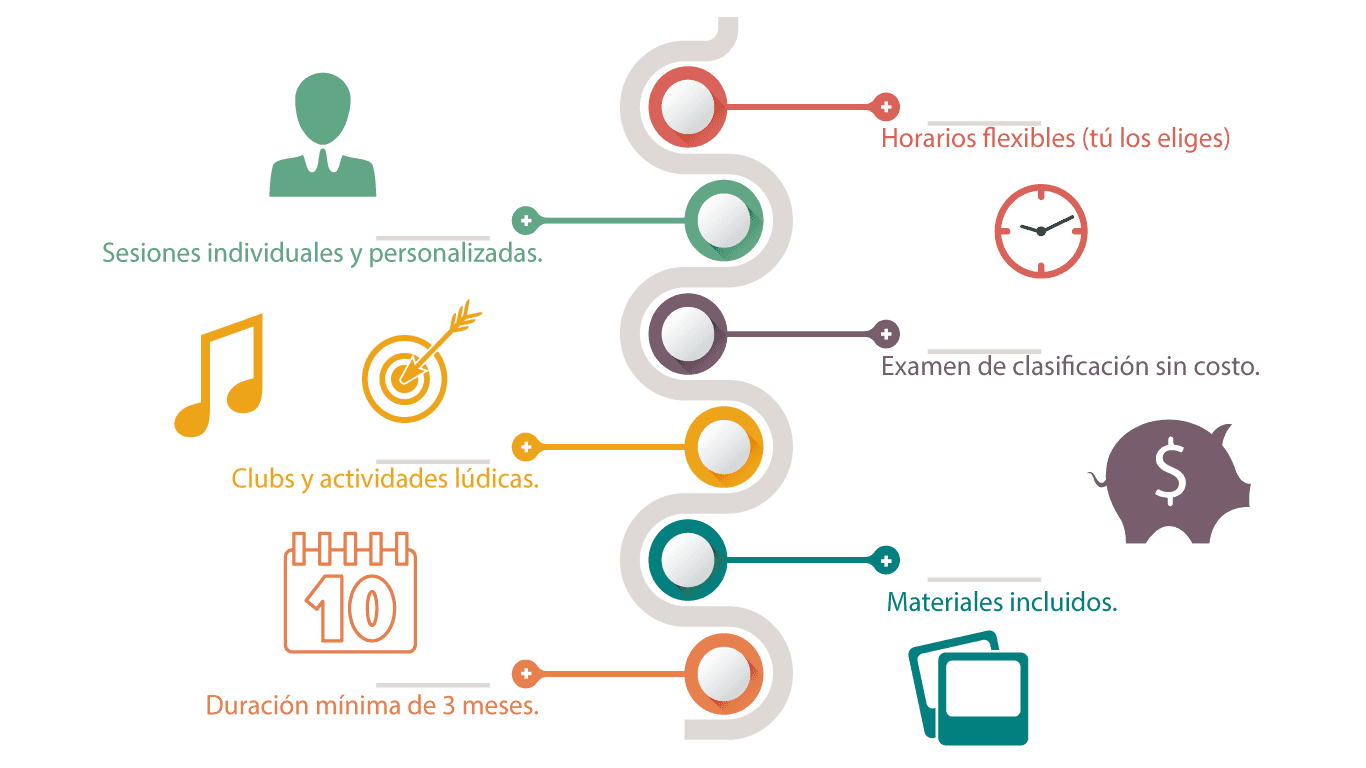 Horarios flexibles (tú los eliges)
Sesiones individuales y personalizadas.
Examen de clasificación sin costo.
$
Clubs y actividades lúdicas.
10
Materiales incluidos.
Duración mínima de 3 meses.